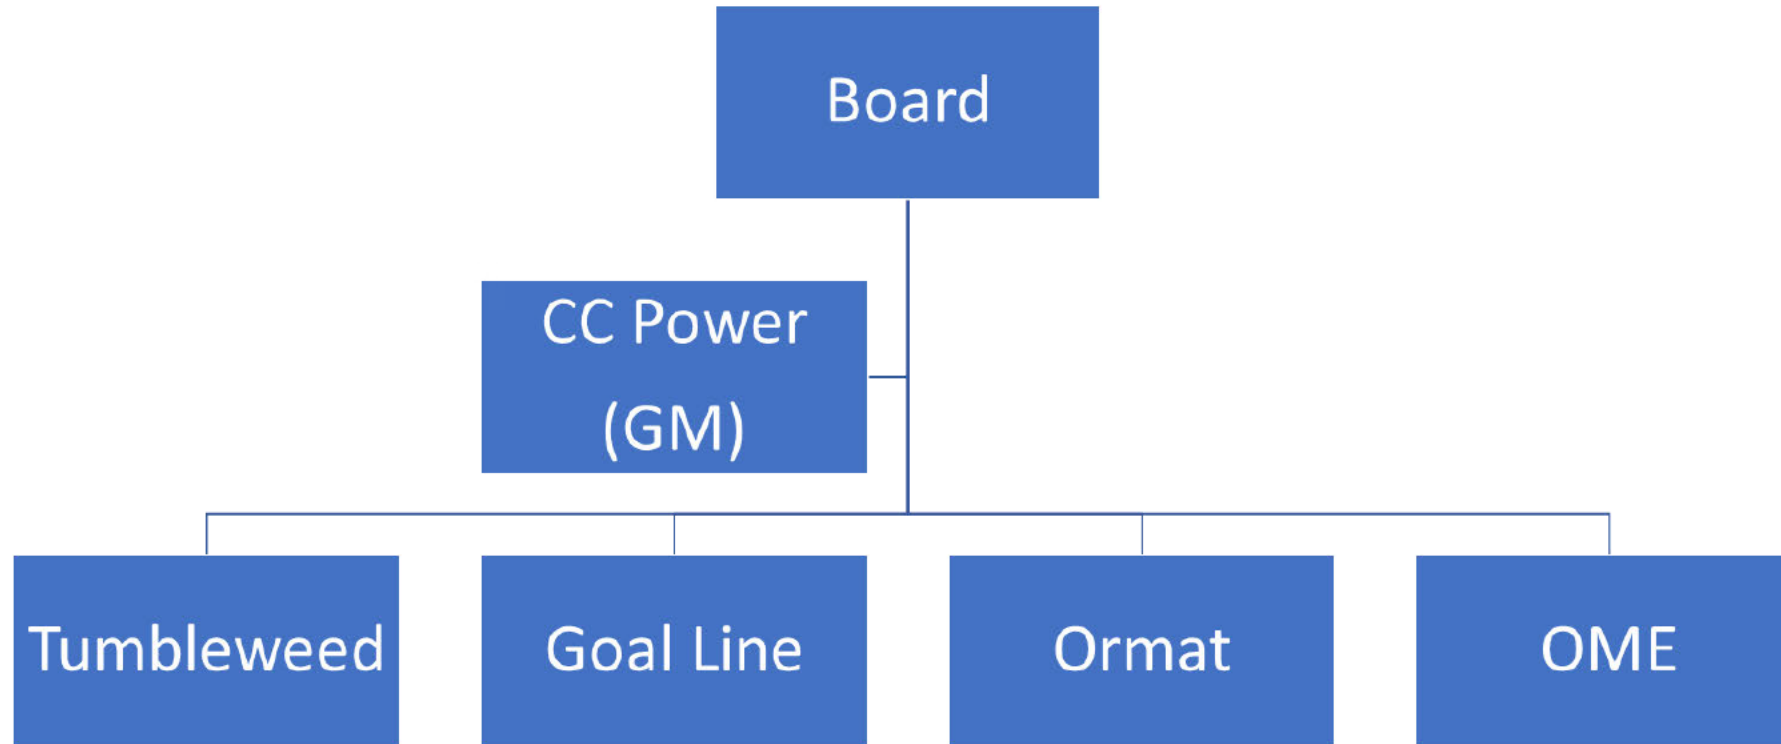 Board
CC Power
(GM)
Tumbleweed
Goal Line
Ormat
OME